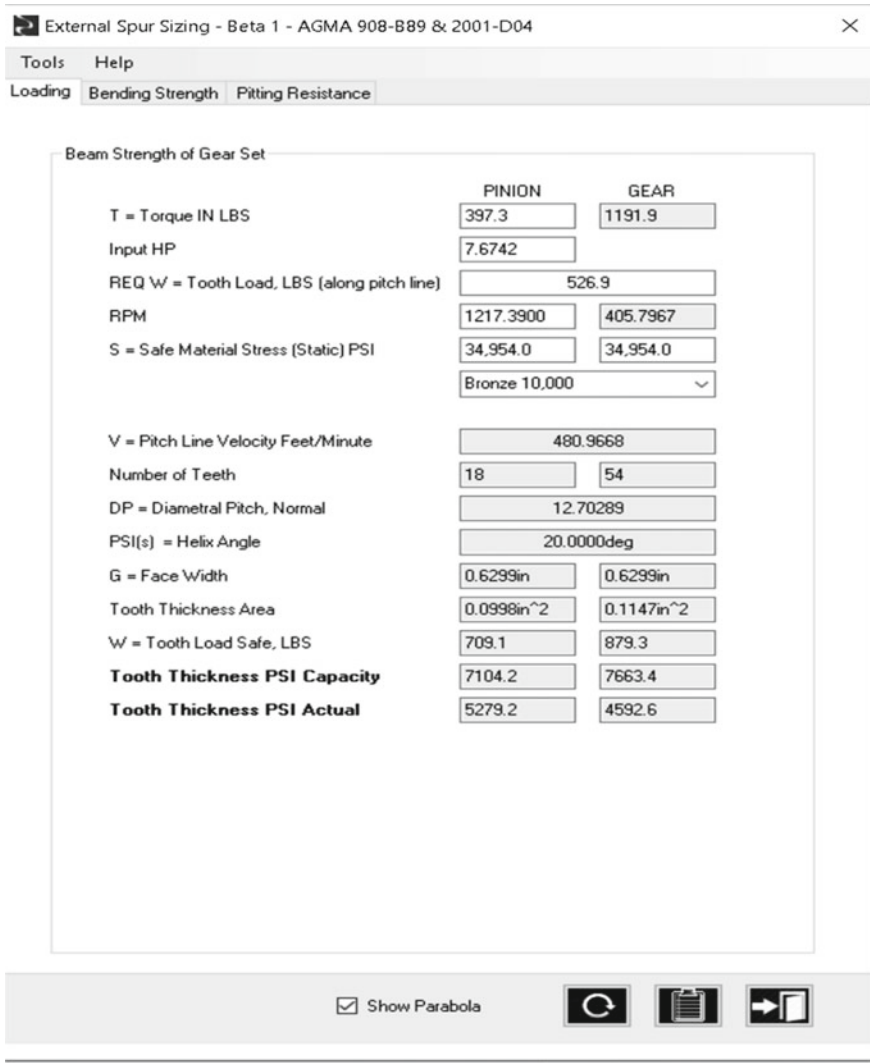 External Spur Sizing - Beta 1 - AGMA 908-B89 & 2001-D04
Tools Help
Loading Bending Strength Pitting Resistance
Beam Strength of Gear Set
PINION GEAR
T = Torque IN LBS 397.3 1191.9
Input HP 7.6742
REQ W = Tooth Load, LBS (along pitch line) 526.9
RPM 1217.3900 405.7967
S = Safe Material Stress (Static) PSI 34,954.0 34,954.0
Bronze 10,000
V = Pitch Line Velocity Feet/Minute 480.9668
Number of Teeth 18 54
DP = Diametral Pitch, Normal 12.70289
PSI(s) = Helix Angle 20.0000deg
G = Face Width 0.6299in 0.6299in
Tooth Thickness Area 0.0998in^2 0.1147in^2
W = Tooth Load Safe, LBS 709.1 879.3
Tooth Thickness PSI Capacity 7104.2 7663.4
Tooth Thickness PSI Actual 5279.2 4592.6
Show Parabola